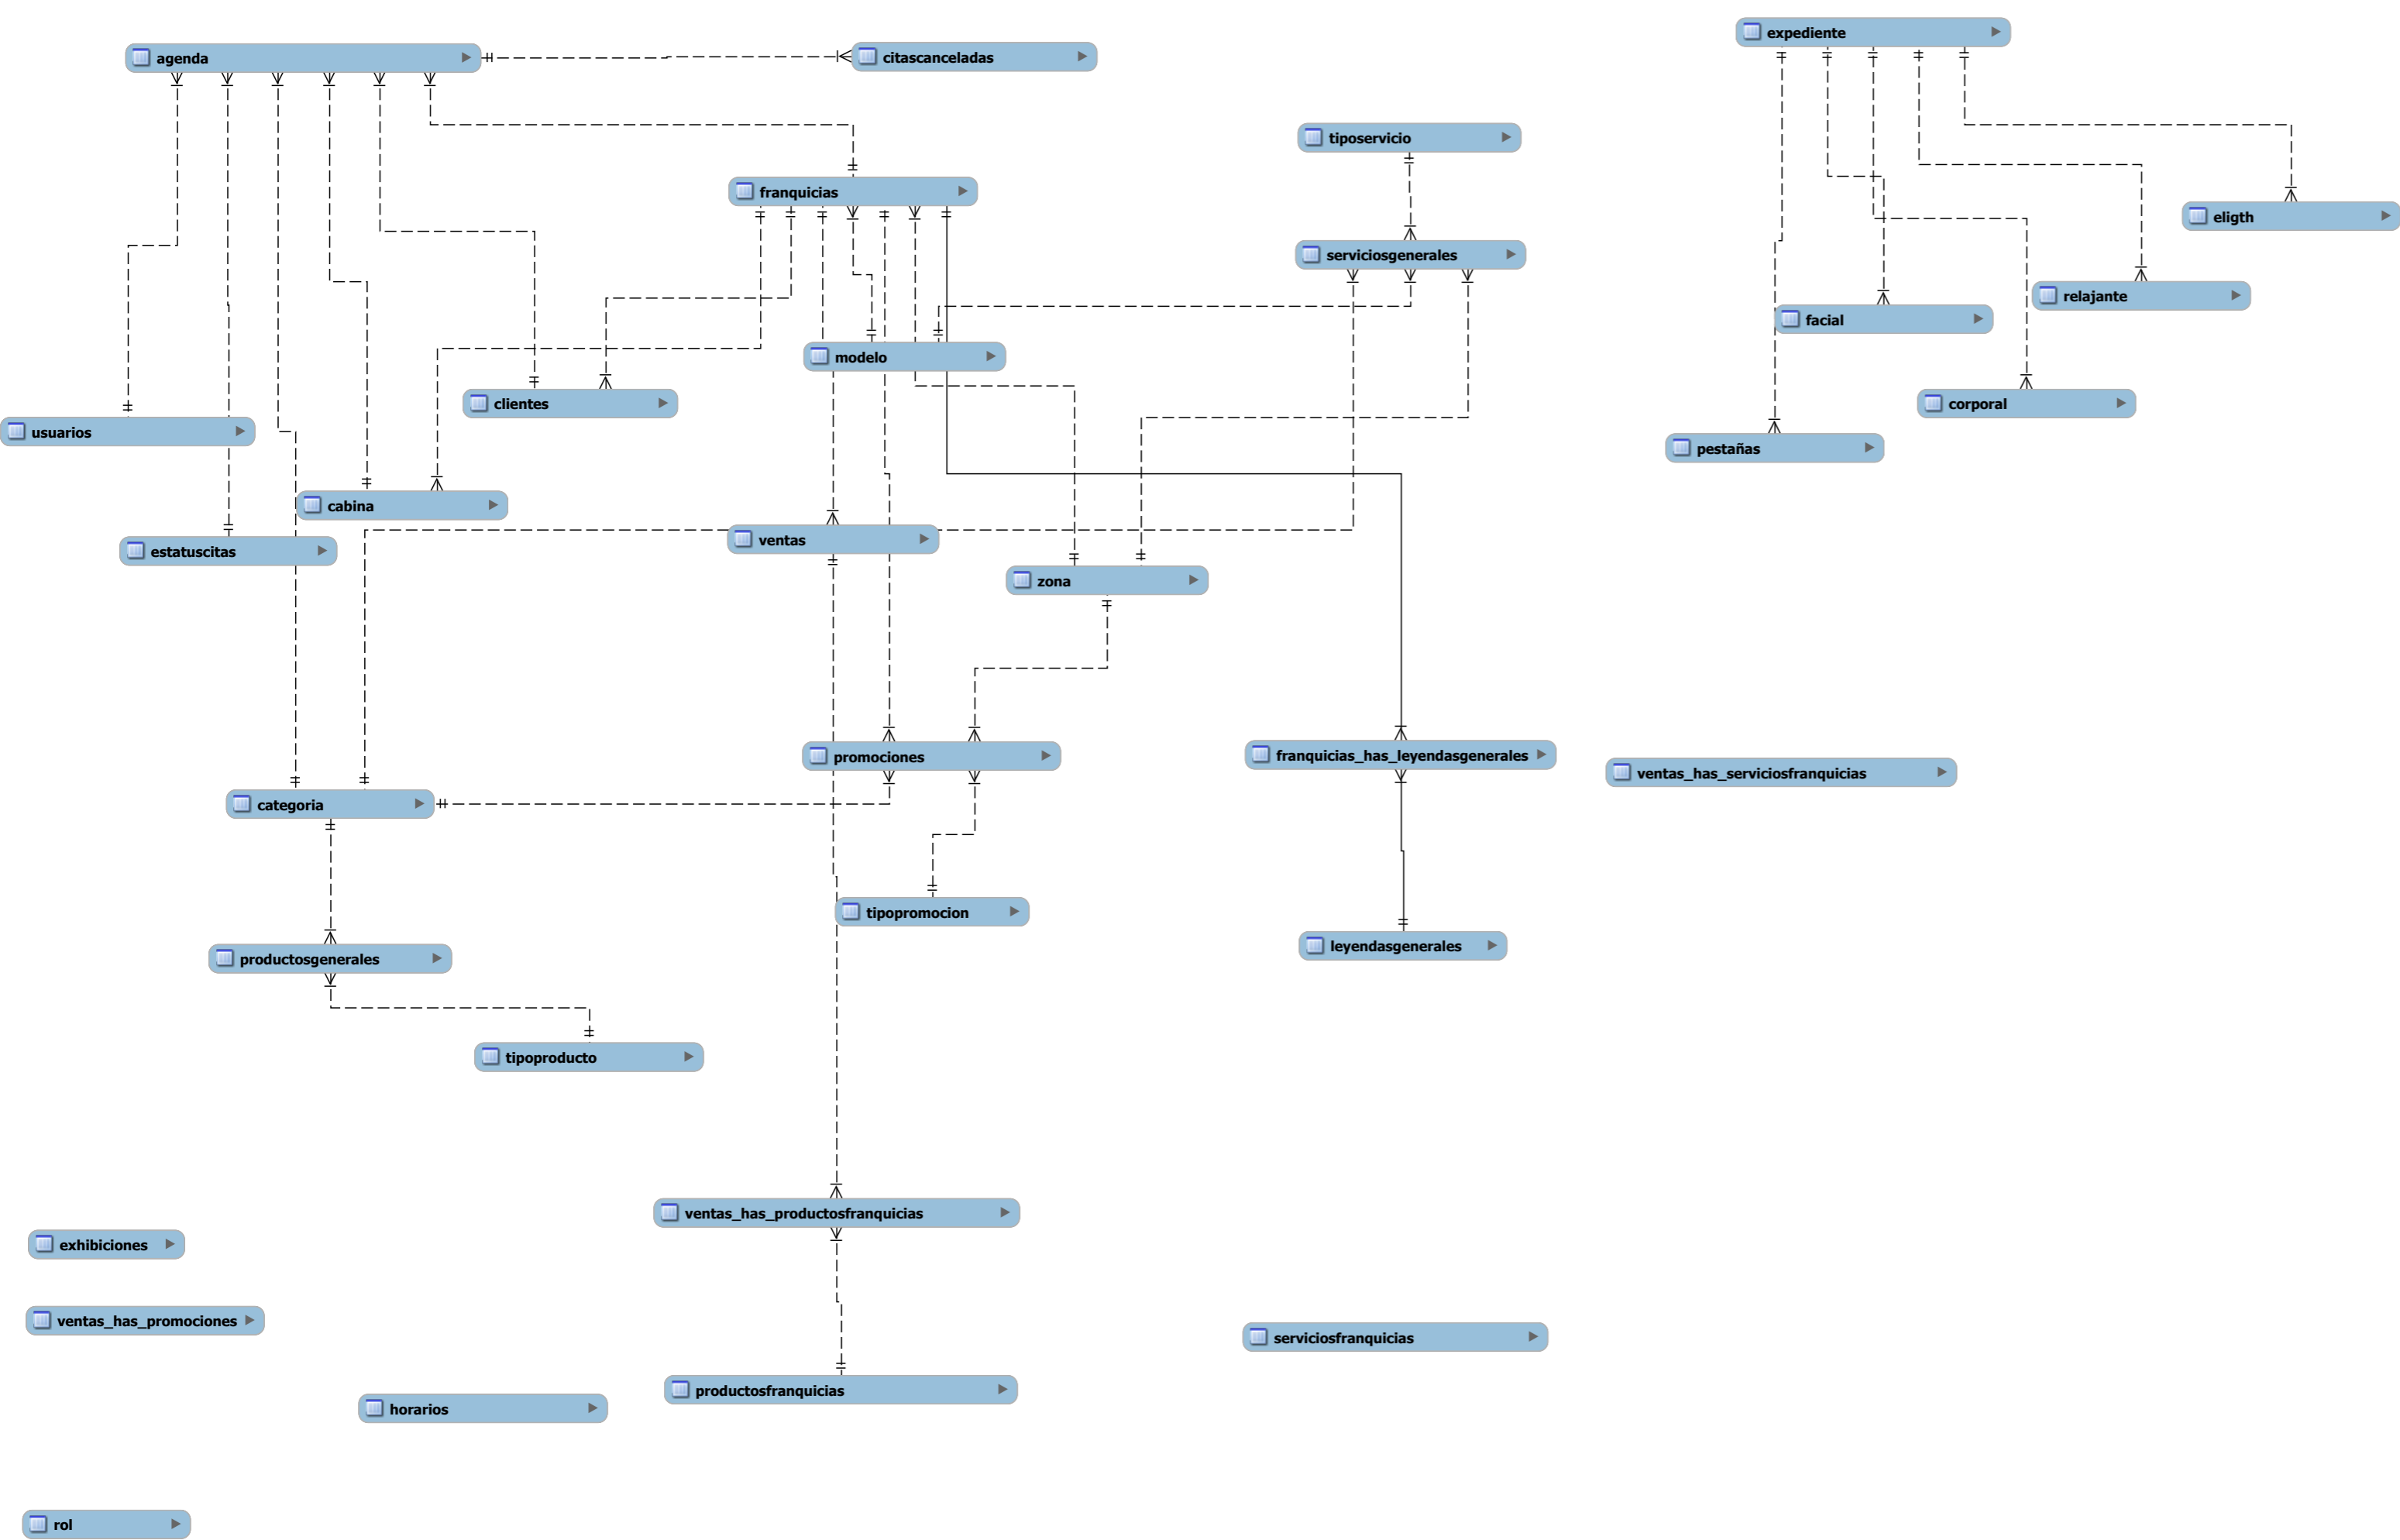 expediente
agenda
citascanceladas
tiposervicio
franquicias
eligth
serviciosgenerales
relajante
facial
modelo
clientes
corporal
usuarios
pestañas
cabina
ventas
estatuscitas
zona
promociones
franquicias_has_leyendasgenerales
ventas_has_serviciosfranquicias
categoria
tipopromocion
leyendasgenerales
productosgenerales
tipoproducto
ventas_has_productosfranquicias
exhibiciones
ventas_has_promociones
serviciosfranquicias
productosfranquicias
horarios
rol